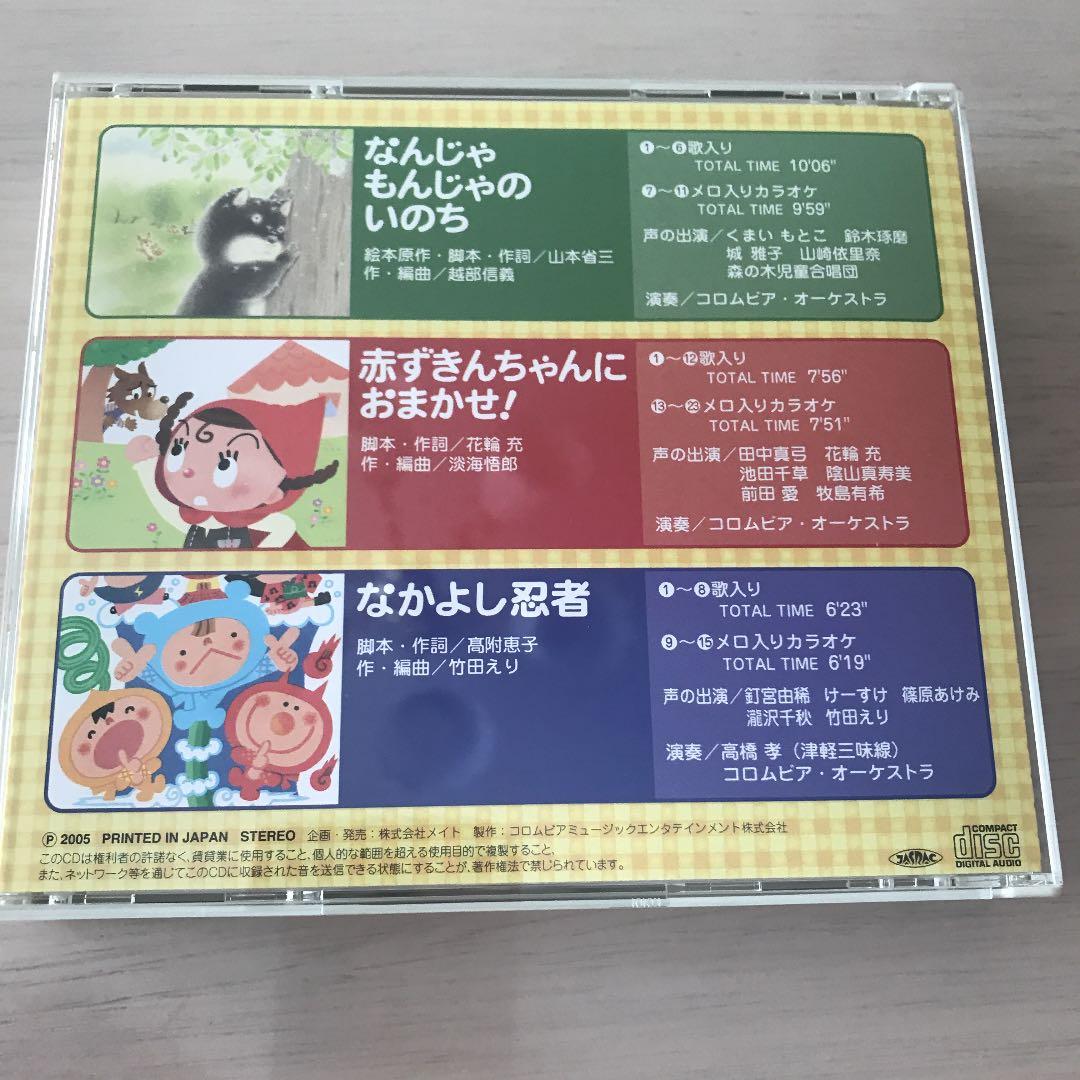 なんじゃ
もんじゃの
いのち
絵本原作・脚本・作詞／山本省三
作・編曲／越部信義
❶～❻歌入り
TOTAL TIME 10'06"
❼～⓫メロ入りカラオケ
TOTAL TIME 9'59"
声の出演／くまい もとこ 鈴木琢磨
城 雅子 山崎依里奈
森の木児童合唱団
演奏／コロムビア・オーケストラ
赤ずきんちゃんに
おまかせ！
脚本・作詞／花輪 充
作・編曲／淡海悟郎
❶～⓬歌入り
TOTAL TIME 7'56"
⓭～㉓メロ入りカラオケ
TOTAL TIME 7'51"
声の出演／田中真弓 花輪 充
池田千草 陰山真寿美
前田 愛 牧島有希
演奏／コロムビア・オーケストラ
なかよし忍者
脚本・作詞／髙附恵子
作・編曲／竹田えり
❶～❽歌入り
TOTAL TIME 6'23"
❾～⓯メロ入りカラオケ
TOTAL TIME 6'19"
声の出演／釘宮由稀 けーすけ 篠原あけみ
瀧沢千秋 竹田えり
演奏／高橋 孝（津軽三味線）
コロムビア・オーケストラ
Ⓟ 2005 PRINTED IN JAPAN STEREO 企画・発売：株式会社メイト 製作：コロムビアミュージックエンタテインメント株式会社
このCDは権利者の許諾なく、賃貸業に使用すること、個人的な範囲を超える使用目的で複製すること、
また、ネットワーク等を通じてこのCDに収録された音を送信できる状態にすることが、著作権法で禁じられています。
JASRAC
COMPACT
disc
DIGITAL AUDIO